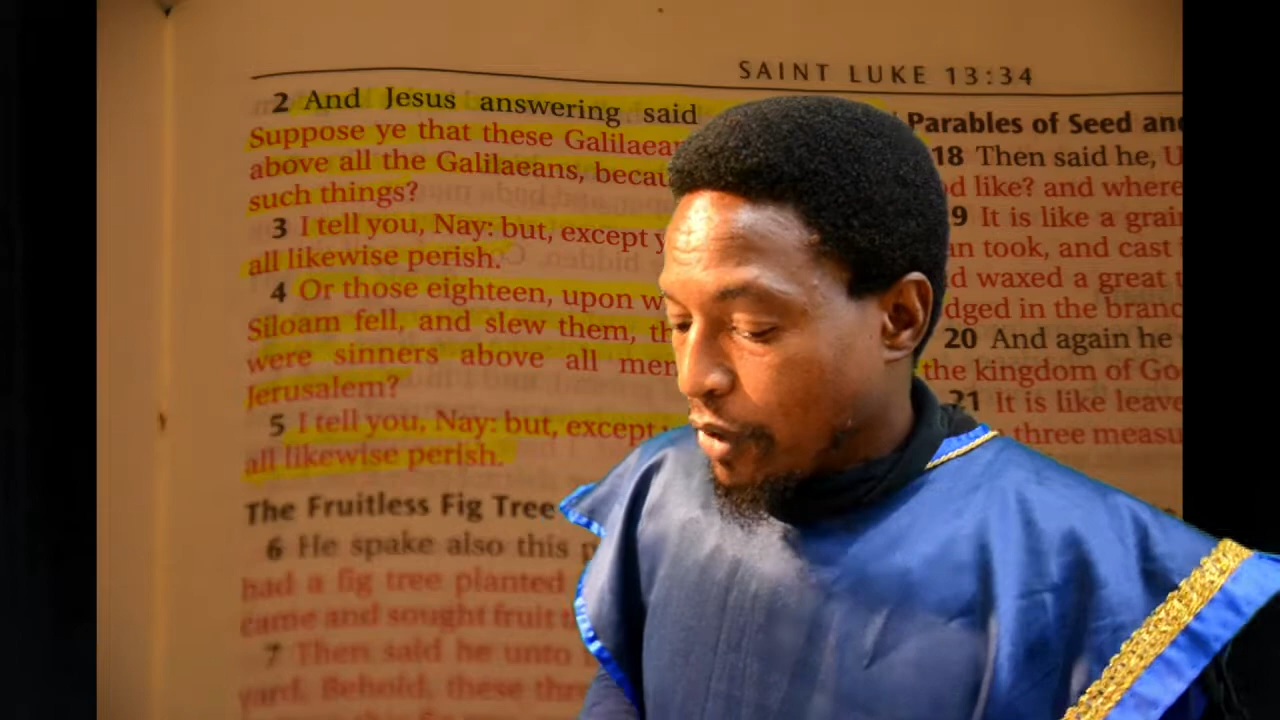 SAINT LUKE 13:34
2 And Jesus answering said
Suppose ye that these Galilaean
above all the Galilaeans, becau
such things?
3 I tell you, Nay: but, except y
all likewise perish.
4 Or those eighteen, upon w
Siloam fell, and slew them, th
were sinners above all men
Jerusalem?
5 I tell you, Nay: but, except
all likewise perish.
The Fruitless Fig Tree
6 He spake also this p
had a fig tree planted
came and sought fruit
7 Then said he unto
yard, Behold, these thre
Parables of Seed and
18 Then said he, U
d like? and where
9 It is like a grain
an took, and cast i
d waxed a great t
dged in the branc
20 And again he
the kingdom of Go
21 It is like leave
three measu